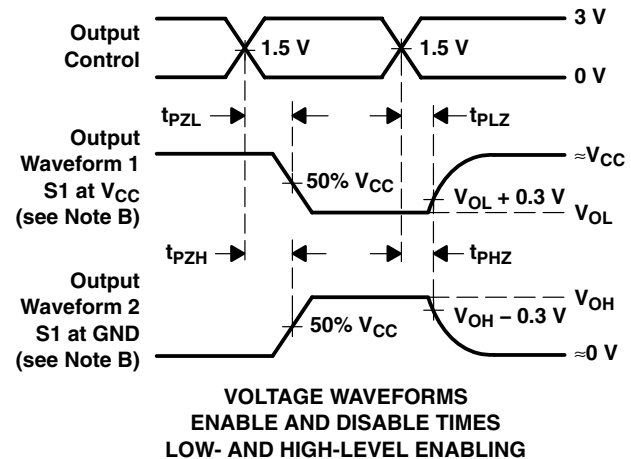 Output
Control
1.5 V
1.5 V
3 V
0 V
tPZL
tPLZ
Output
Waveform 1
S1 at VCC
(see Note B)
50% VCC
VOL + 0.3 V
≈VCC
VOL
tPZH
tPHZ
Output
Waveform 2
S1 at GND
(see Note B)
50% VCC
VOH − 0.3 V
VOH
≈0 V
VOLTAGE WAVEFORMS
ENABLE AND DISABLE TIMES
LOW- AND HIGH-LEVEL ENABLING